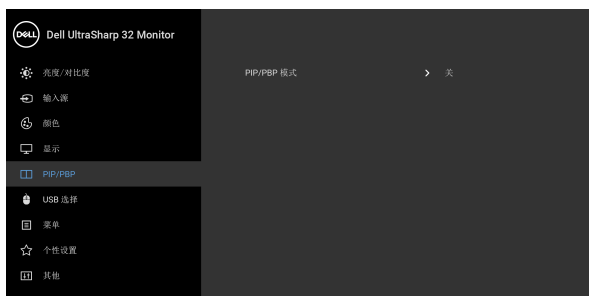 DELL
Dell UltraSharp 32 Monitor
亮度/对比度
PIP/PBP 模式
关
输入源
颜色
显示
PIP/PBP
USB 选择
菜单
个性设置
其他